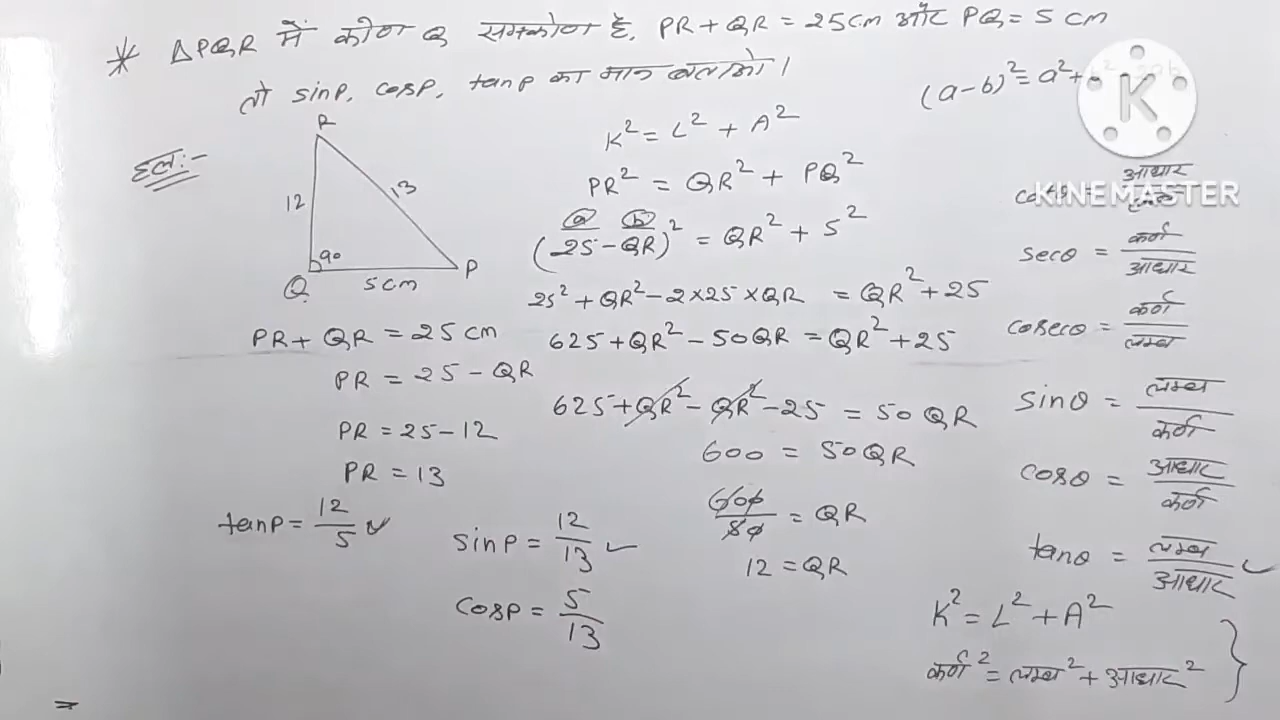 * △PQR में कोण Q समकोण है, PR + QR = 25cm और PQ = 5 cm
तो sinP, cosP, tanP का मान बताओ।
(a-b)² = a² +
हल:-
R
12
13
90
Q
5cm
P
PR + QR = 25 cm
PR = 25 - QR
PR = 25 - 12
PR = 13
tanP = 12/5 ✓
sinP = 12/13 ✓
cosP = 5/13
K² = L² + A²
PR² = QR² + PQ²
(a) (b)
(25 - QR)² = QR² + 5²
25² + QR² - 2×25×QR = QR² + 25
625 + QR² - 50QR = QR² + 25
625 + QR² - QR² - 25 = 50 QR
600 = 50QR
600/50 = QR
12 = QR
K
KINEMASTER
आधार
secθ = कर्ण/आधार
cosecθ = कर्ण/लम्ब
sinθ = लम्ब/कर्ण
cosθ = आधार/कर्ण
tanθ = लम्ब/आधार ✓
K² = L² + A²
कर्ण² = लम्ब² + आधार²
=